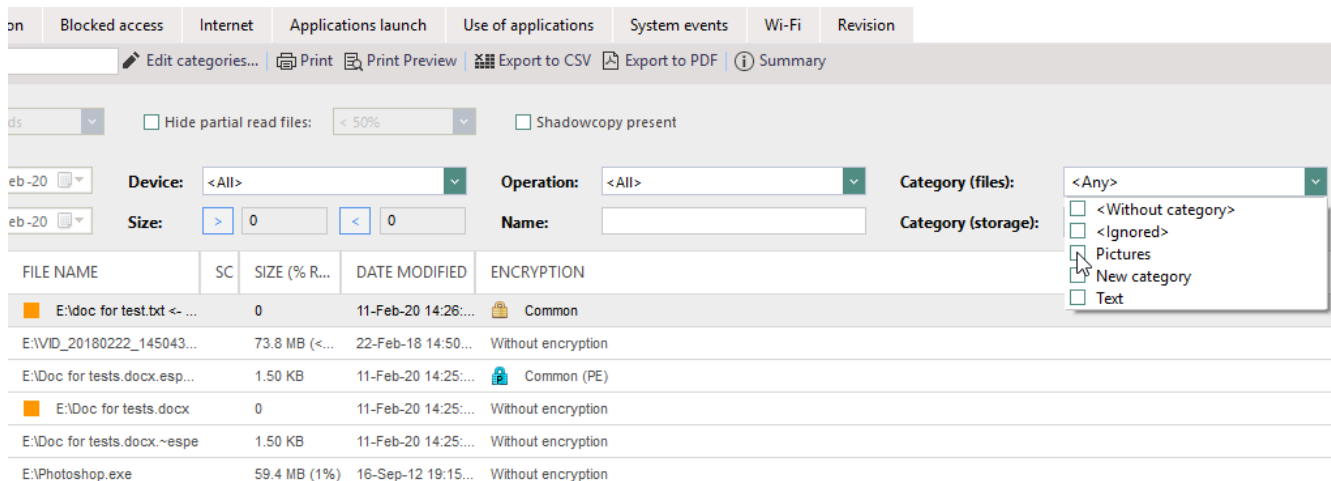 on Blocked access Internet Applications launch Use of applications System events Wi-Fi Revision
Edit categories... Print Print Preview Export to CSV Export to PDF Summary
ds Hide partial read files: < 50% Shadowcopy present
eb-20 Device: <All> Operation: <All> Category (files): <Any>
eb-20 Size: > 0 < 0 Name: Category (storage):
<Without category>
<Ignored>
Pictures
New category
Text
FILE NAME SC SIZE (% R... DATE MODIFIED ENCRYPTION
E:\doc for test.txt <- ... 0 11-Feb-20 14:26:... Common
E:\VID_20180222_145043... 73.8 MB (<... 22-Feb-18 14:50... Without encryption
E:\Doc for tests.docx.esp... 1.50 KB 11-Feb-20 14:25:... Common (PE)
E:\Doc for tests.docx 0 11-Feb-20 14:25:... Without encryption
E:\Doc for tests.docx.~espe 1.50 KB 11-Feb-20 14:25:... Without encryption
E:\Photoshop.exe 59.4 MB (1%) 16-Sep-12 19:15... Without encryption